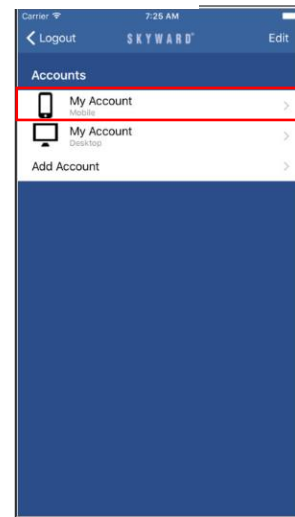 Carrier 7:25 AM
Logout SKYWARD® Edit
Accounts
My Account
Mobile
My Account
Desktop
Add Account